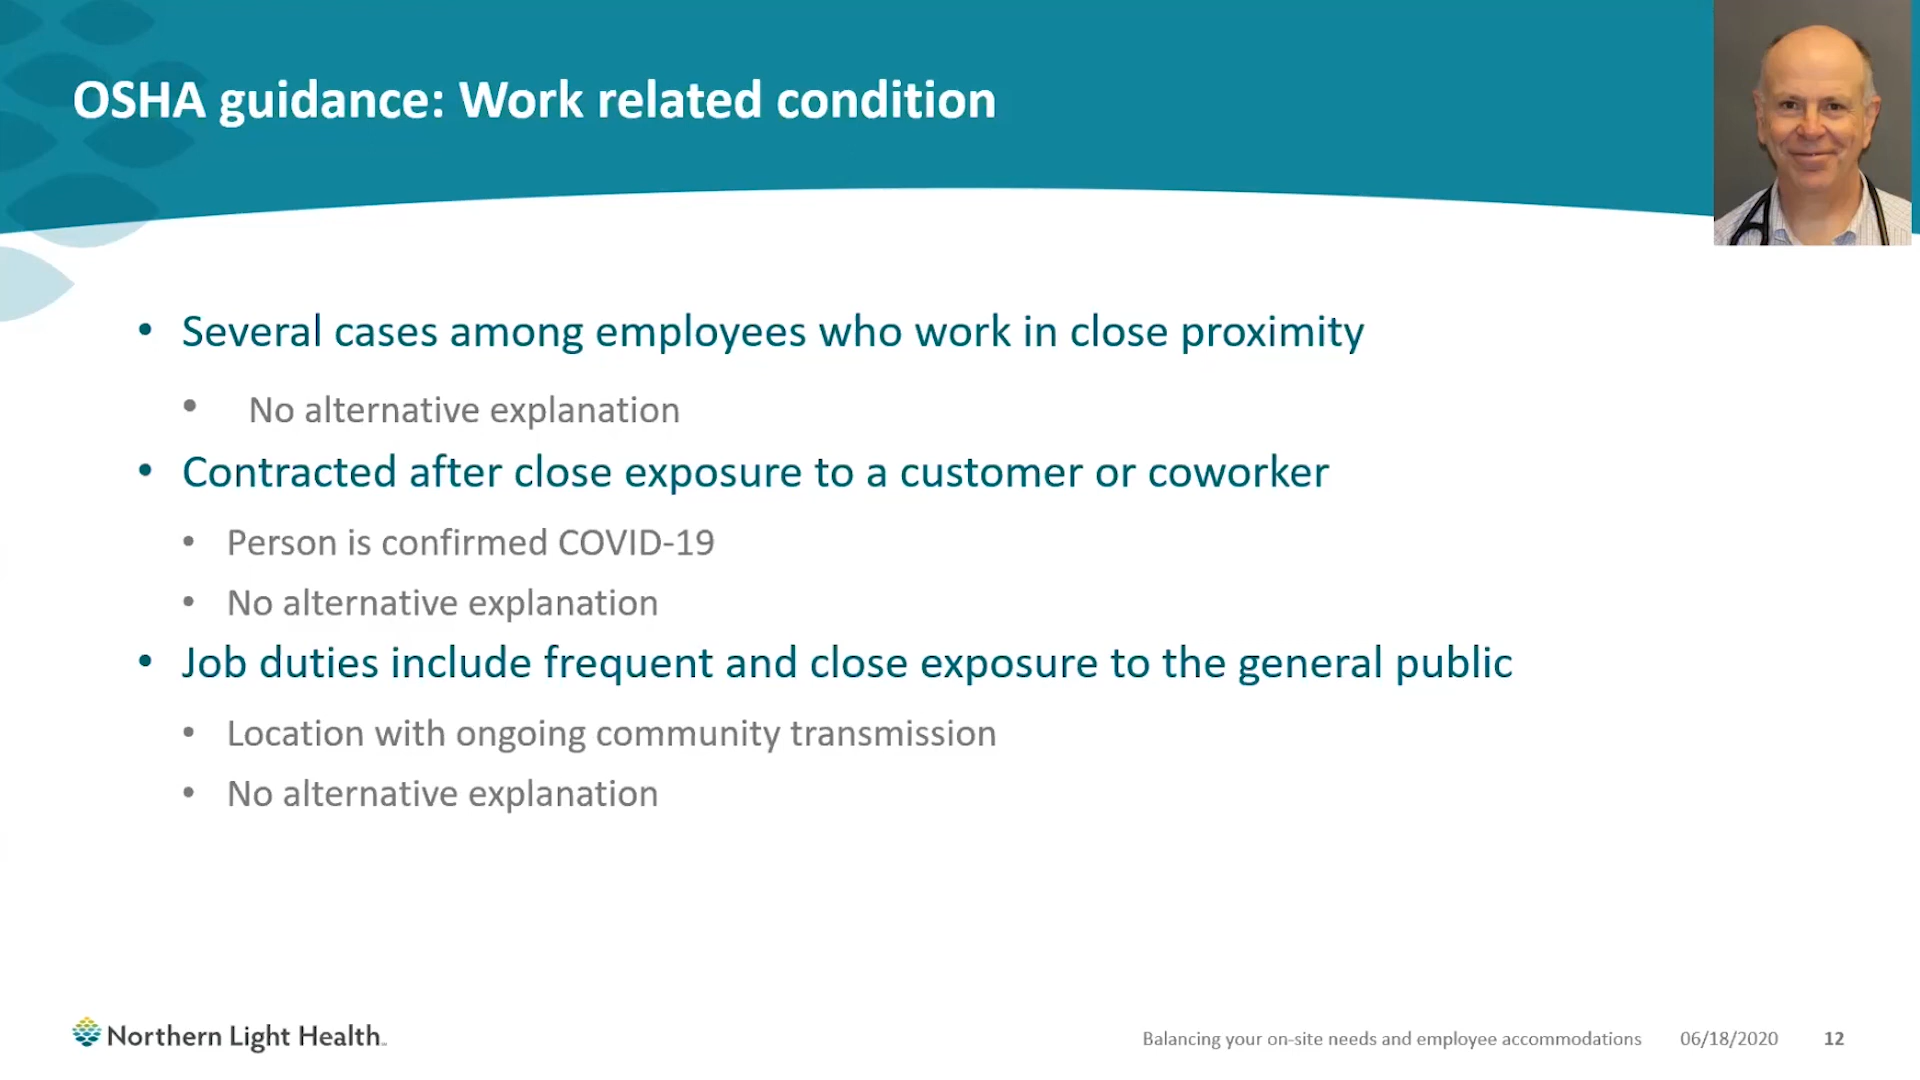 OSHA guidance: Work related condition
• Several cases among employees who work in close proximity
• No alternative explanation
• Contracted after close exposure to a customer or coworker
• Person is confirmed COVID-19
• No alternative explanation
• Job duties include frequent and close exposure to the general public
• Location with ongoing community transmission
• No alternative explanation
Northern Light Health
Balancing your on-site needs and employee accommodations 06/18/2020 12